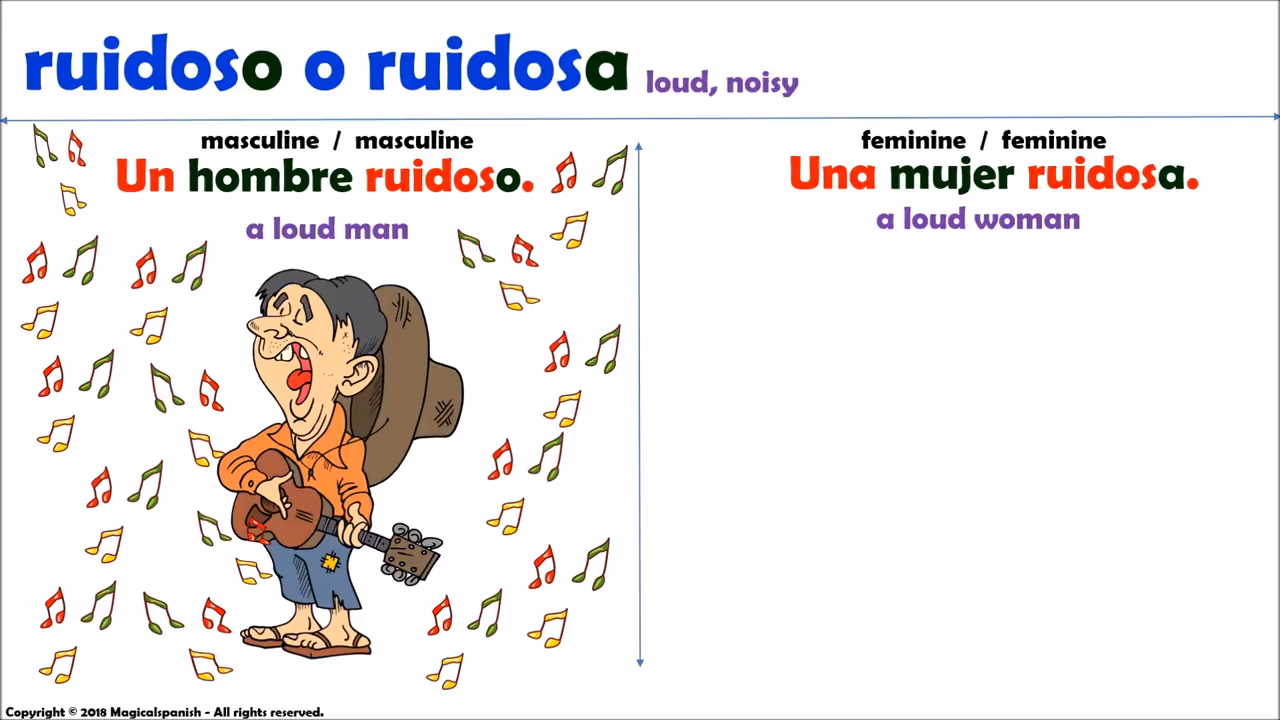 ruidoso o ruidosa loud, noisy
masculine / masculine
Un hombre ruidoso.
a loud man
feminine / feminine
Una mujer ruidosa.
a loud woman
Copyright © 2018 Magicalspanish - All rights reserved.